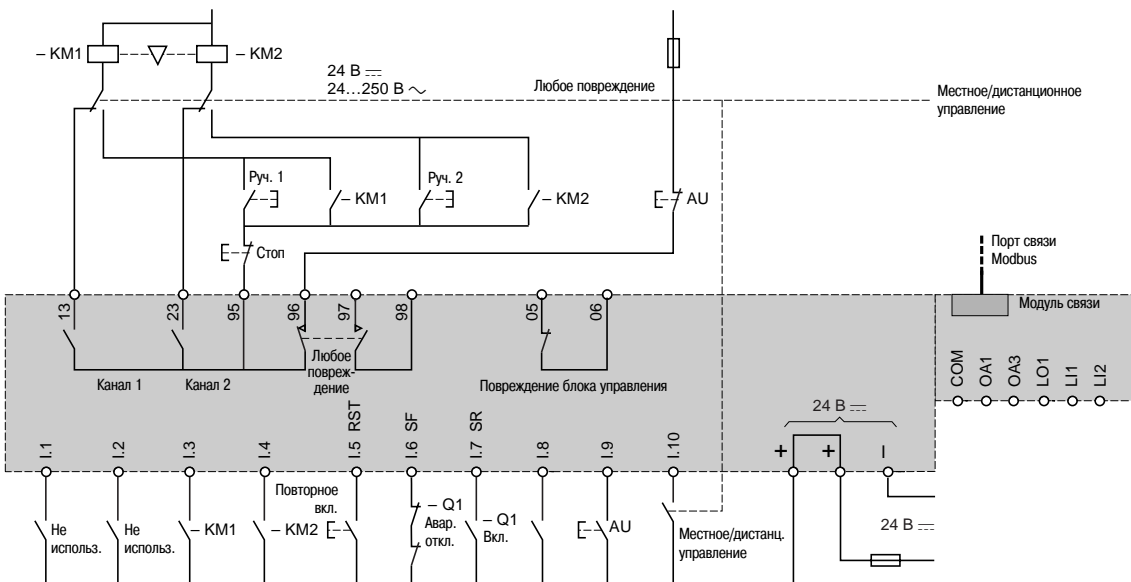 – KM1
– KM2
24 В ⎓
24...250 В ~
Любое повреждение
Местное/дистанционное
управление
Руч. 1
– KM1
Руч. 2
– KM2
AU
Стоп
Порт связи
Modbus
Модуль связи
13
23
95
96
97
98
05
06
Канал 1
Канал 2
Любое
повреж-
дение
Повреждение блока управления
COM
OA1
OA3
LO1
LI1
LI2
24 В ⎓
I.1
I.2
I.3
I.4
I.5 RST
I.6 SF
I.7 SR
I.8
I.9
I.10
+
+
I
Не
использ.
Не
использ.
– KM1
– KM2
Повторное
вкл.
– Q1
Авар.
откл.
– Q1
Вкл.
AU
Местное/дистанц.
управление
24 В ⎓